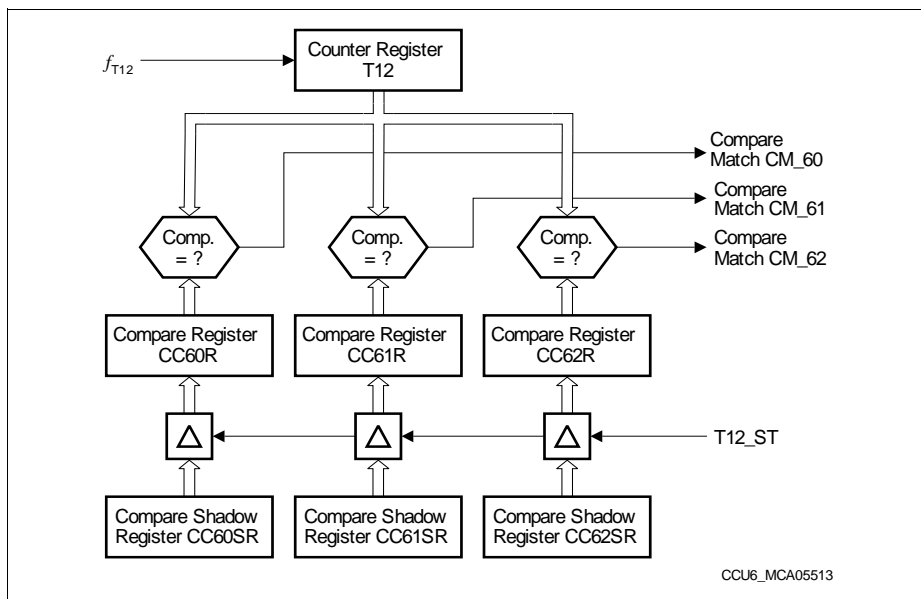 Counter Register
T12
fT12
Compare
Match CM_60
Compare
Match CM_61
Compare
Match CM_62
Comp.
= ?
Comp.
= ?
Comp.
= ?
Compare Register
CC60R
Compare Register
CC61R
Compare Register
CC62R
T12_ST
Compare Shadow
Register CC60SR
Compare Shadow
Register CC61SR
Compare Shadow
Register CC62SR
CCU6_MCA05513